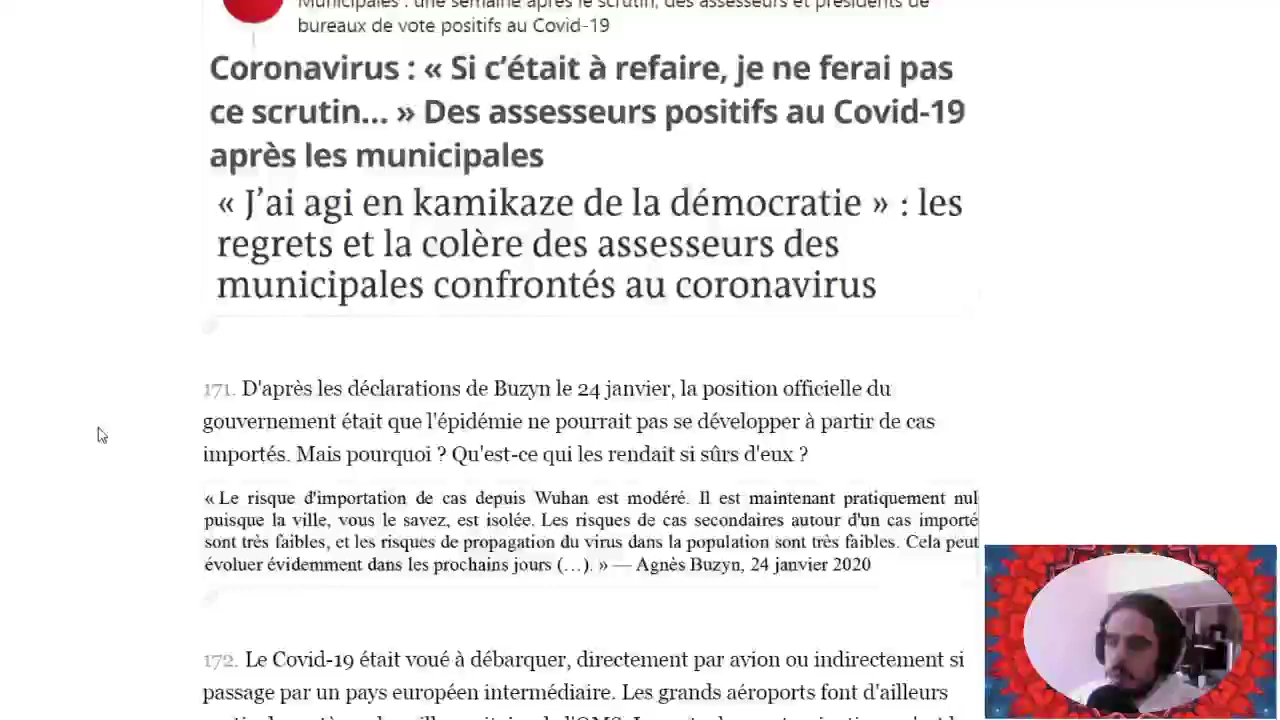 Municipales : une semaine après le scrutin, des assesseurs et présidents de
bureaux de vote positifs au Covid-19
Coronavirus : « Si c’était à refaire, je ne ferai pas
ce scrutin... » Des assesseurs positifs au Covid-19
après les municipales
« J’ai agi en kamikaze de la démocratie » : les
regrets et la colère des assesseurs des
municipales confrontés au coronavirus
171. D'après les déclarations de Buzyn le 24 janvier, la position officielle du
gouvernement était que l'épidémie ne pourrait pas se développer à partir de cas
importés. Mais pourquoi ? Qu'est-ce qui les rendait si sûrs d'eux ?
« Le risque d'importation de cas depuis Wuhan est modéré. Il est maintenant pratiquement nul
puisque la ville, vous le savez, est isolée. Les risques de cas secondaires autour d'un cas importé
sont très faibles, et les risques de propagation du virus dans la population sont très faibles. Cela peut
évoluer évidemment dans les prochains jours (…). » — Agnès Buzyn, 24 janvier 2020
172. Le Covid-19 était voué à débarquer, directement par avion ou indirectement si
passage par un pays européen intermédiaire. Les grands aéroports font d'ailleurs